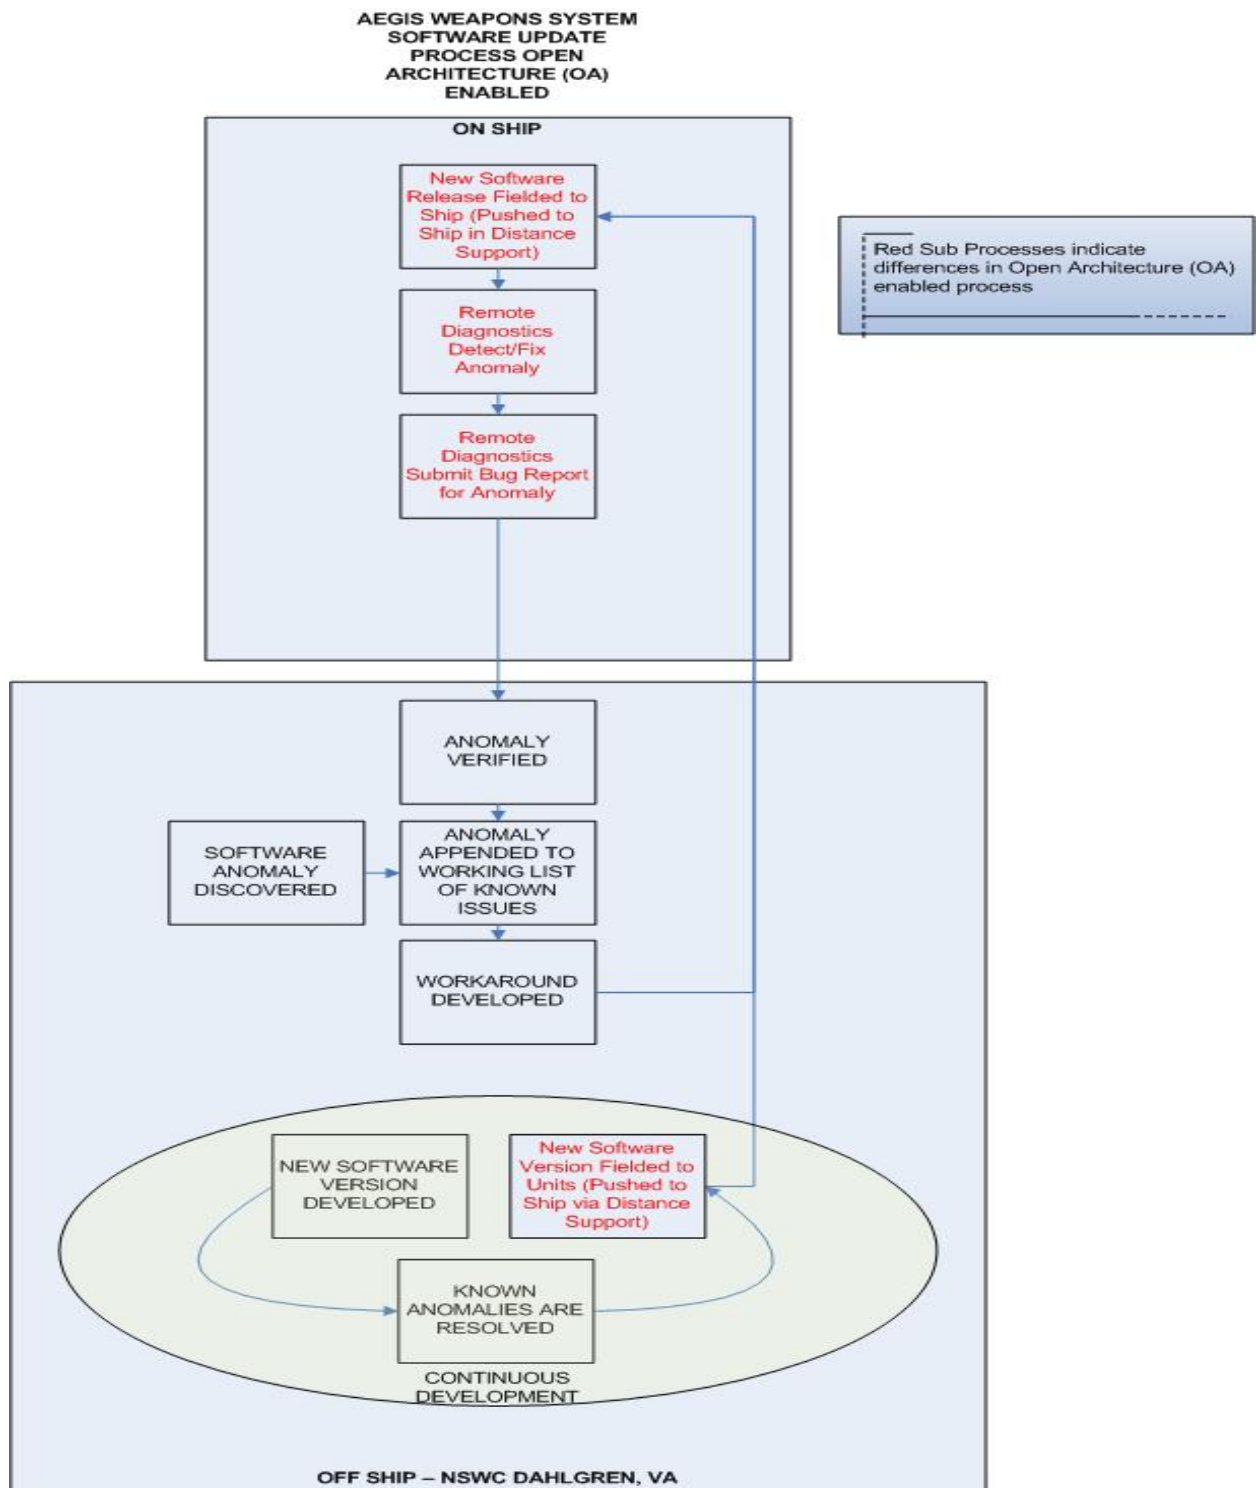 AEGIS WEAPONS SYSTEM
SOFTWARE UPDATE
PROCESS OPEN
ARCHITECTURE (OA)
ENABLED
ON SHIP
New Software
Release Fielded to
Ship (Pushed to
Ship in Distance
Support)
Red Sub Processes indicate
differences in Open Architecture (OA)
enabled process
Remote
Diagnostics
Detect/Fix
Anomaly
Remote
Diagnostics
Submit Bug Report
for Anomaly
ANOMALY
VERIFIED
SOFTWARE
ANOMALY
DISCOVERED
ANOMALY
APPENDED TO
WORKING LIST
OF KNOWN
ISSUES
WORKAROUND
DEVELOPED
NEW SOFTWARE
VERSION
DEVELOPED
New Software
Version Fielded to
Units (Pushed to
Ship via Distance
Support)
KNOWN
ANOMALIES ARE
RESOLVED
CONTINUOUS
DEVELOPMENT
OFF SHIP – NSWC DAHLGREN, VA